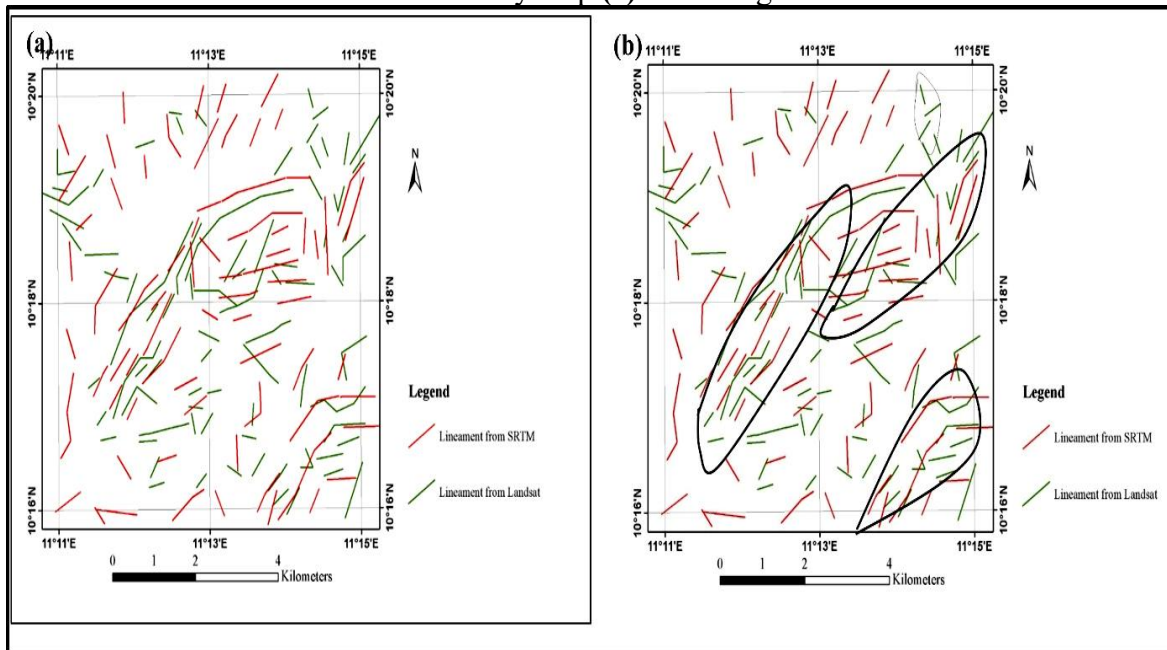 (a)
11°11'E 11°13'E 11°15'E
10°20'N 10°20'N
10°18'N 10°18'N
10°16'N 10°16'N
11°11'E 11°13'E 11°15'E
N
Legend
Lineament from SRTM
Lineament from Landsat
0 1 2 4
Kilometers
(b)
11°11'E 11°13'E 11°15'E
10°20'N 10°20'N
10°18'N 10°18'N
10°16'N 10°16'N
11°11'E 11°13'E 11°15'E
N
Legend
Lineament from SRTM
Lineament from Landsat
0 1 2 4
Kilometers